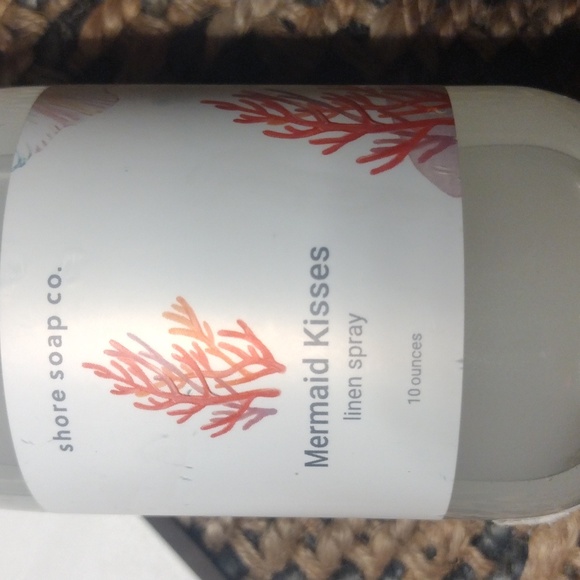 shore soap co.
Mermaid Kisses
linen spray
10 ounces